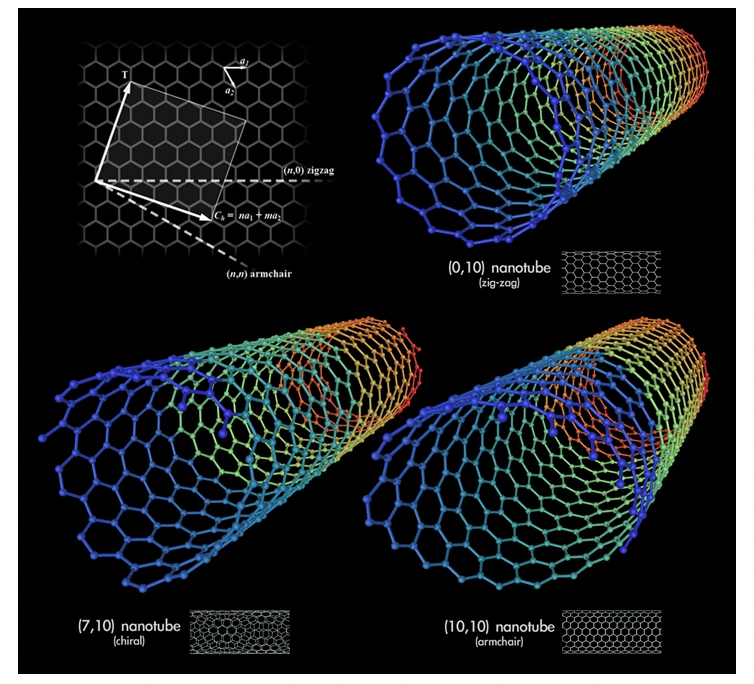 T
a₁
a₂
(n,0) zigzag
Cₕ = na₁ + ma₂
(n,n) armchair
(0,10) nanotube
(zig-zag)
(7,10) nanotube
(chiral)
(10,10) nanotube
(armchair)